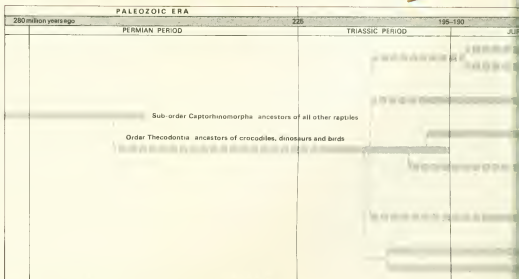 PALEOZOIC ERA
280 million years ago 225 195-190
PERMIAN PERIOD TRIASSIC PERIOD
Sub-order Captorhinomorpha ancestors of all other reptiles
Order Thecodontia ancestors of crocodiles, dinosaurs and birds